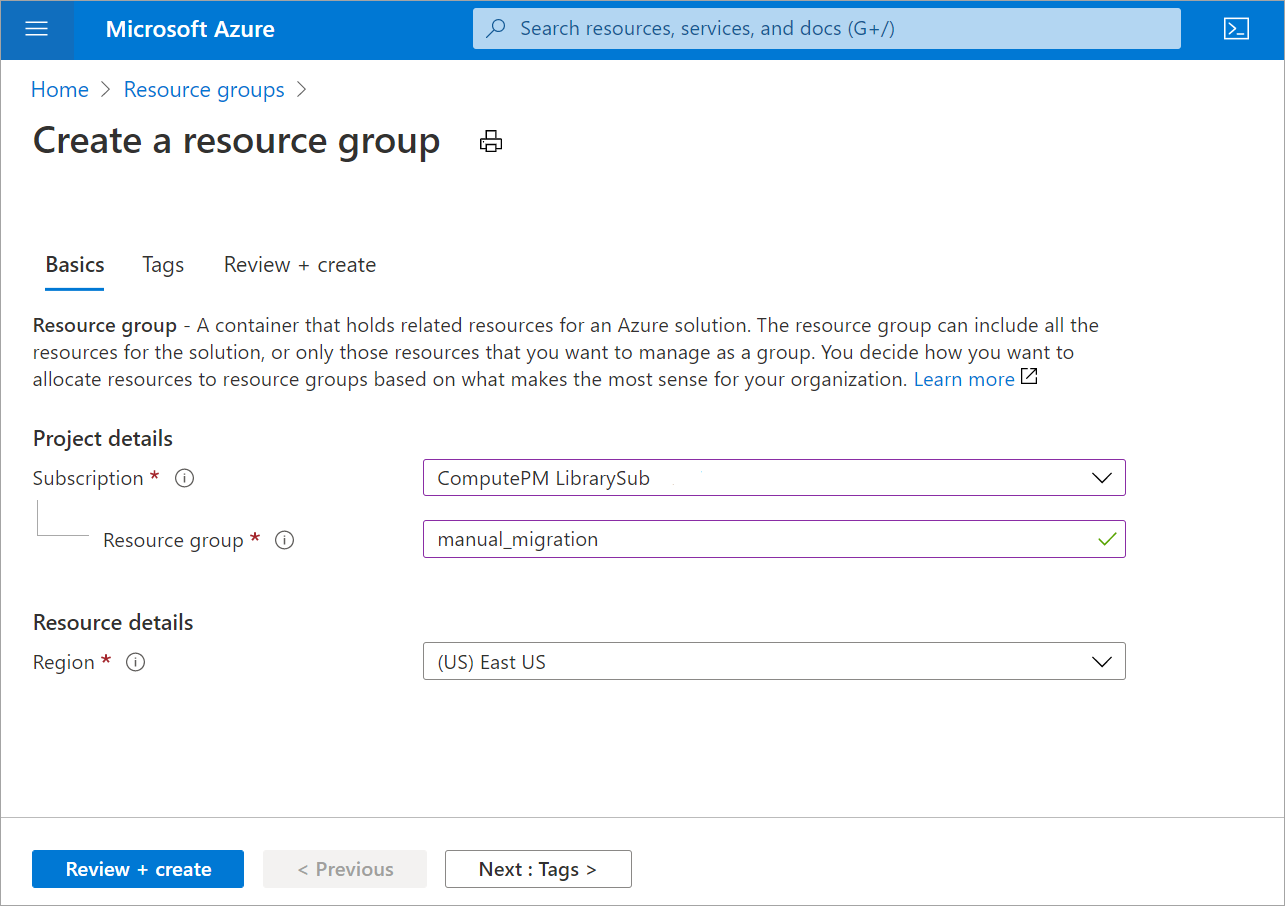 Microsoft Azure
Search resources, services, and docs (G+/)
Home > Resource groups >
Create a resource group
Basics Tags Review + create
Resource group - A container that holds related resources for an Azure solution. The resource group can include all the
resources for the solution, or only those resources that you want to manage as a group. You decide how you want to
allocate resources to resource groups based on what makes the most sense for your organization. Learn more
Project details
Subscription * ComputePM LibrarySub
Resource group * manual_migration
Resource details
Region * (US) East US
Review + create < Previous Next : Tags >